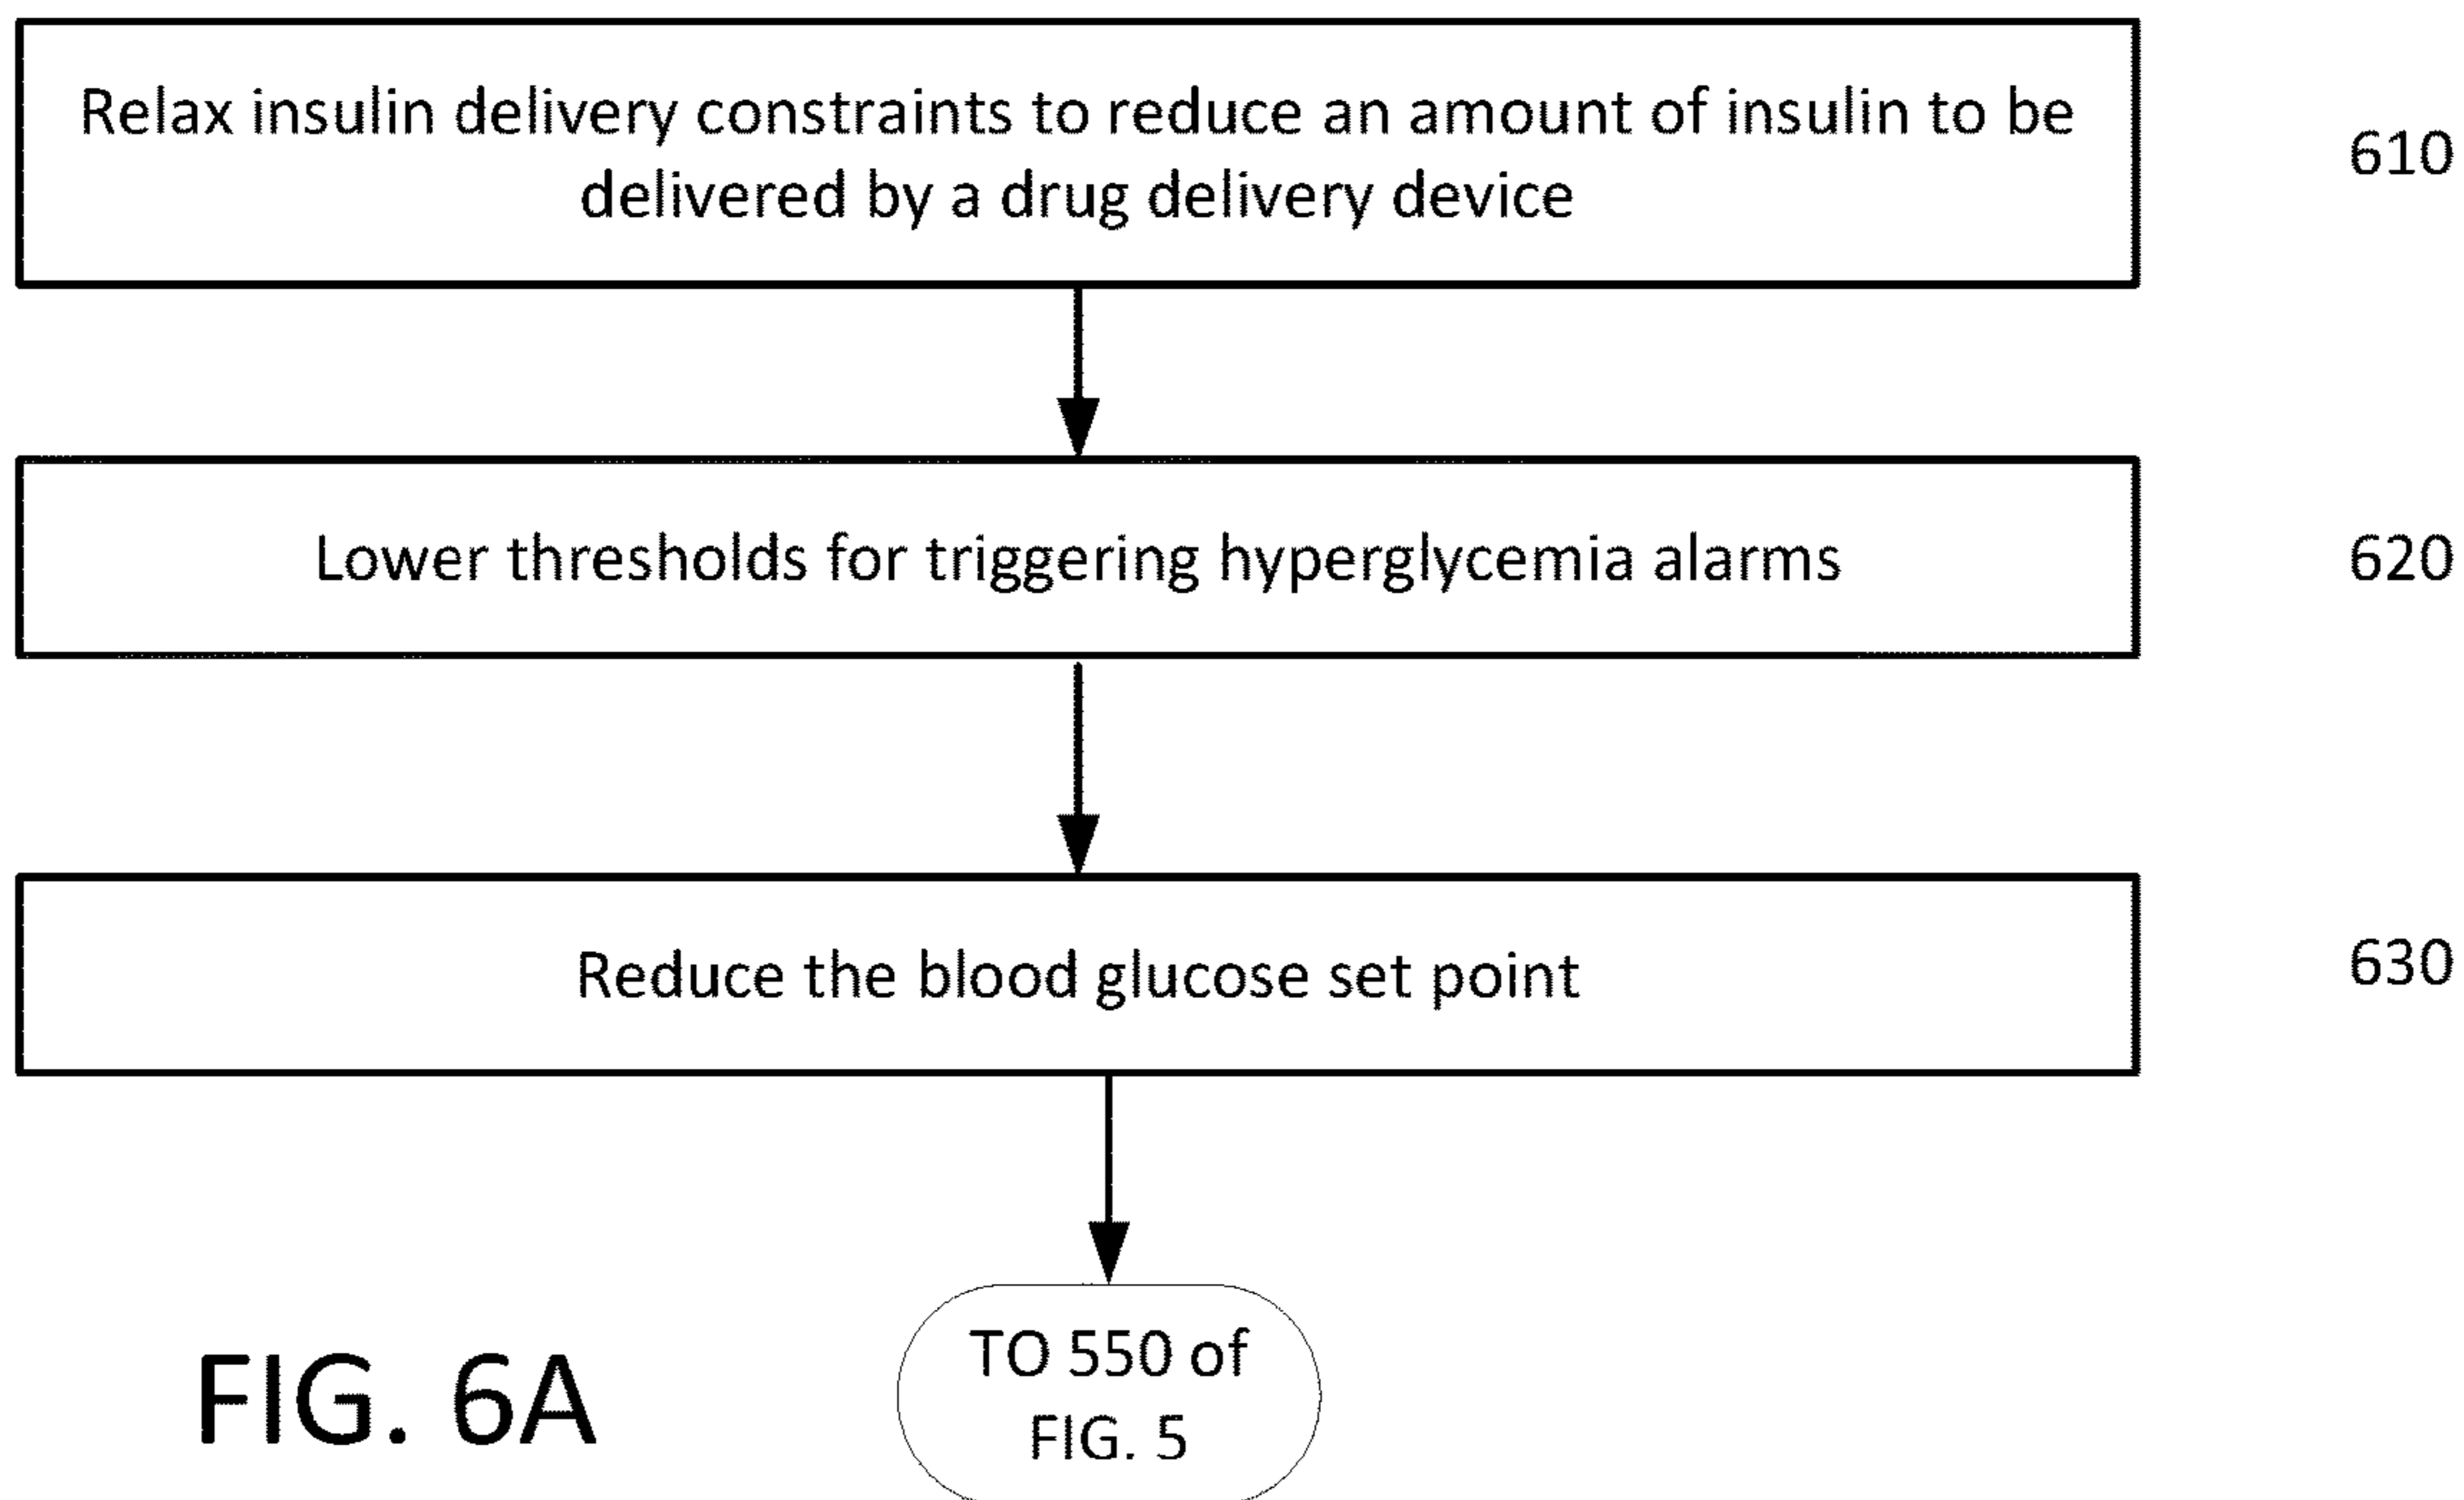 Relax insulin delivery constraints to reduce an amount of insulin to be
delivered by a drug delivery device
610
Lower thresholds for triggering hyperglycemia alarms
620
Reduce the blood glucose set point
630
TO 550 of
FIG. 5
FIG. 6A